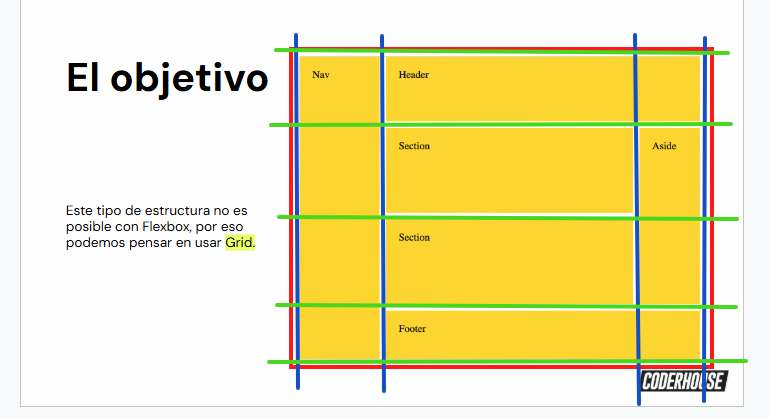 El objetivo
Este tipo de estructura no es
posible con Flexbox, por eso
podemos pensar en usar Grid.
Nav
Header
Section
Aside
Section
Footer
CODERHOUSE